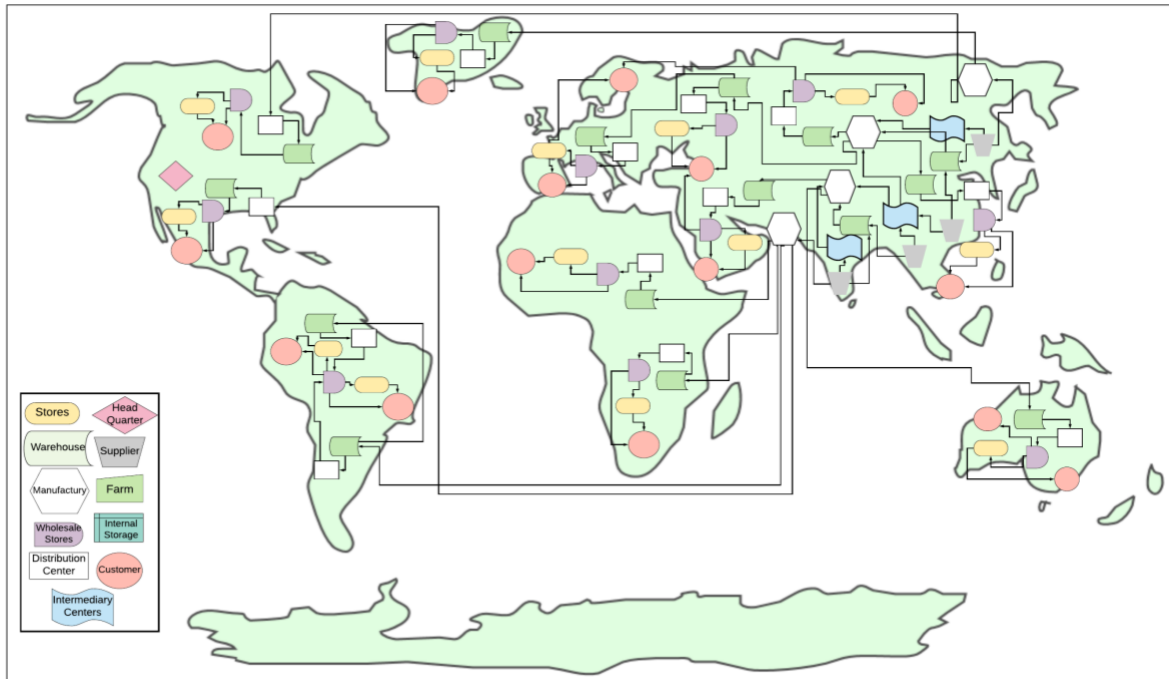 Stores
Head
Quarter
Warehouse
Supplier
Manufactury
Farm
Wholesale
Stores
Internal
Storage
Distribution
Center
Customer
Intermediary
Centers